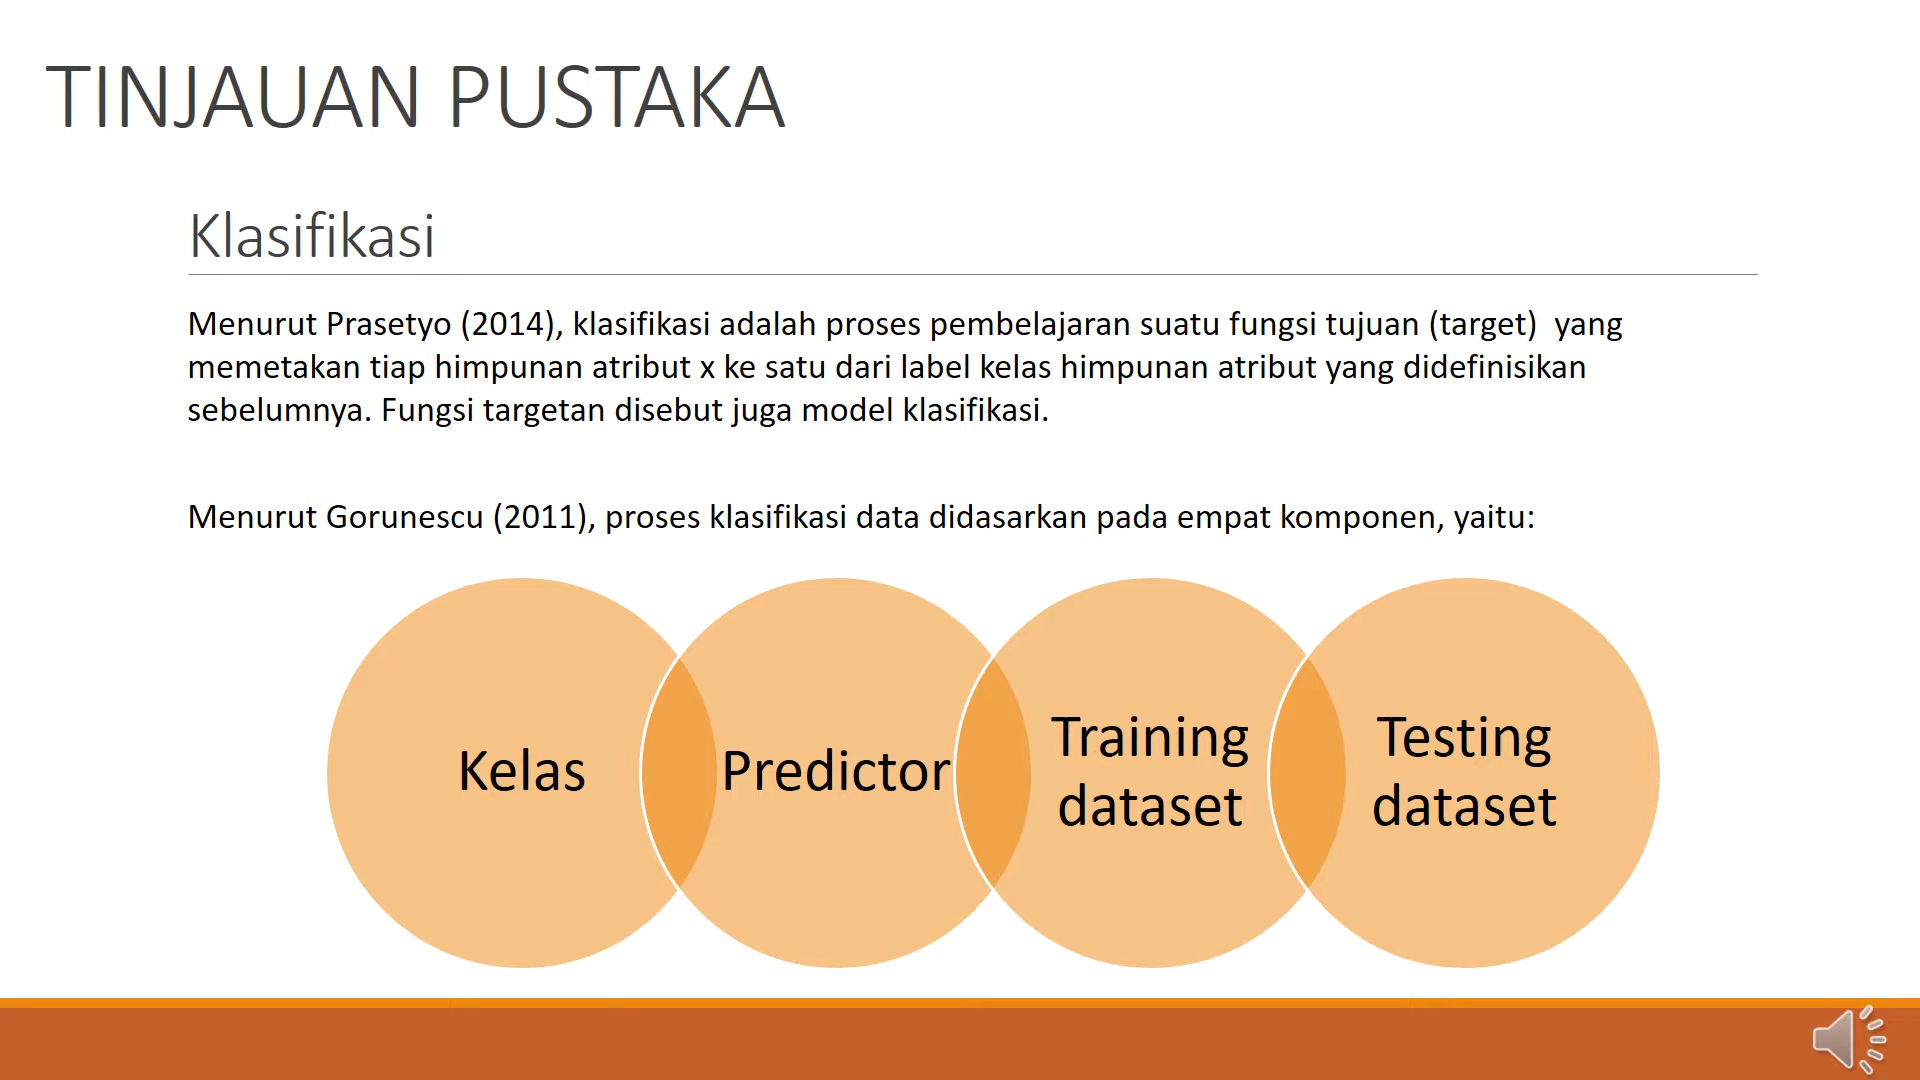 TINJAUAN PUSTAKA
Klasifikasi
Menurut Prasetyo (2014), klasifikasi adalah proses pembelajaran suatu fungsi tujuan (target)  yang
memetakan tiap himpunan atribut x ke satu dari label kelas himpunan atribut yang didefinisikan
sebelumnya. Fungsi targetan disebut juga model klasifikasi.
Menurut Gorunescu (2011), proses klasifikasi data didasarkan pada empat komponen, yaitu:
Kelas
Predictor
Training
dataset
Testing
dataset